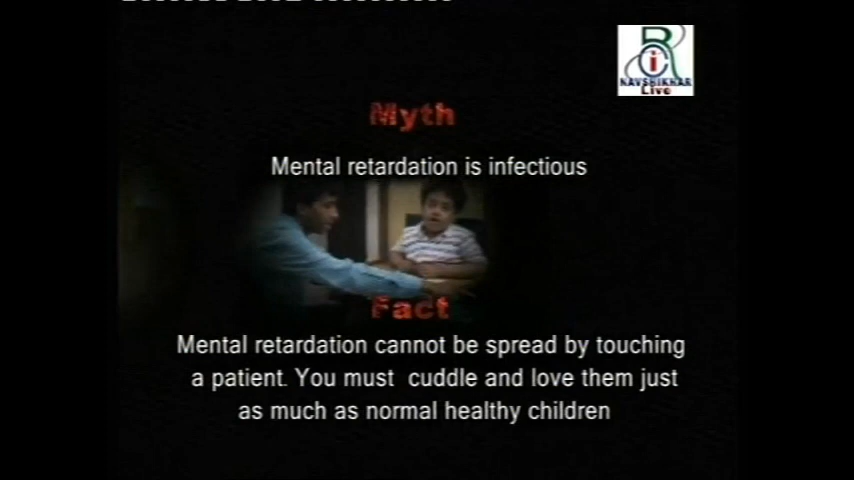 NAVSHIKHAR
Live
Myth
Mental retardation is infectious
Fact
Mental retardation cannot be spread by touching
a patient. You must cuddle and love them just
as much as normal healthy children